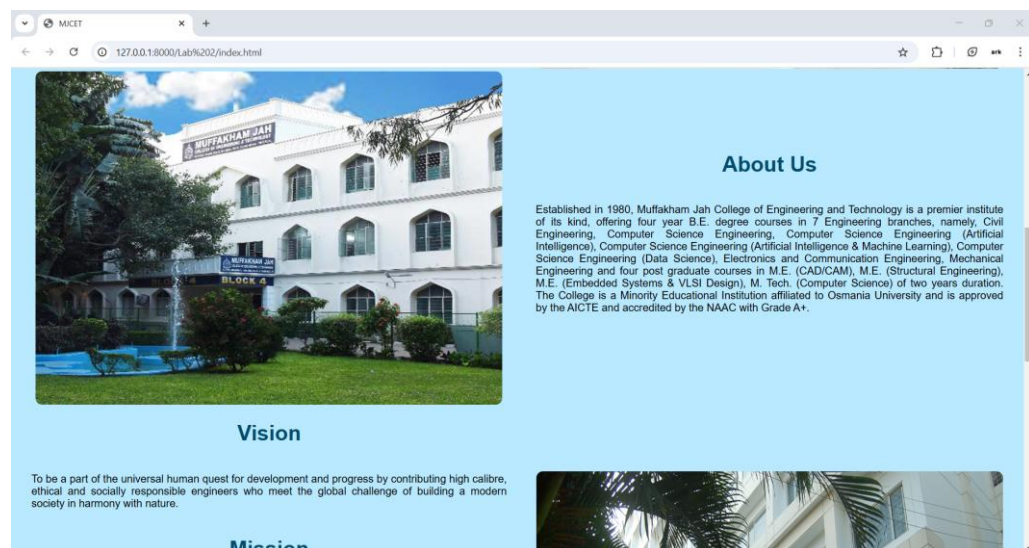 MJCET
127.0.0.1:8000/Lab%202/index.html
MUFFAKHAM JAH
COLLEGE OF ENGINEERING & TECHNOLOGY
MUFFAKHAM JAH
BLOCK 4
About Us
Established in 1980, Muffakham Jah College of Engineering and Technology is a premier institute
of its kind, offering four year B.E. degree courses in 7 Engineering branches, namely, Civil
Engineering, Computer Science Engineering, Computer Science Engineering (Artificial
Intelligence), Computer Science Engineering (Artificial Intelligence & Machine Learning), Computer
Science Engineering (Data Science), Electronics and Communication Engineering, Mechanical
Engineering and four post graduate courses in M.E. (CAD/CAM), M.E. (Structural Engineering),
M.E. (Embedded Systems & VLSI Design), M. Tech. (Computer Science) of two years duration.
The College is a Minority Educational Institution affiliated to Osmania University and is approved
by the AICTE and accredited by the NAAC with Grade A+.
Vision
To be a part of the universal human quest for development and progress by contributing high calibre,
ethical and socially responsible engineers who meet the global challenge of building a modern
society in harmony with nature.
Mission